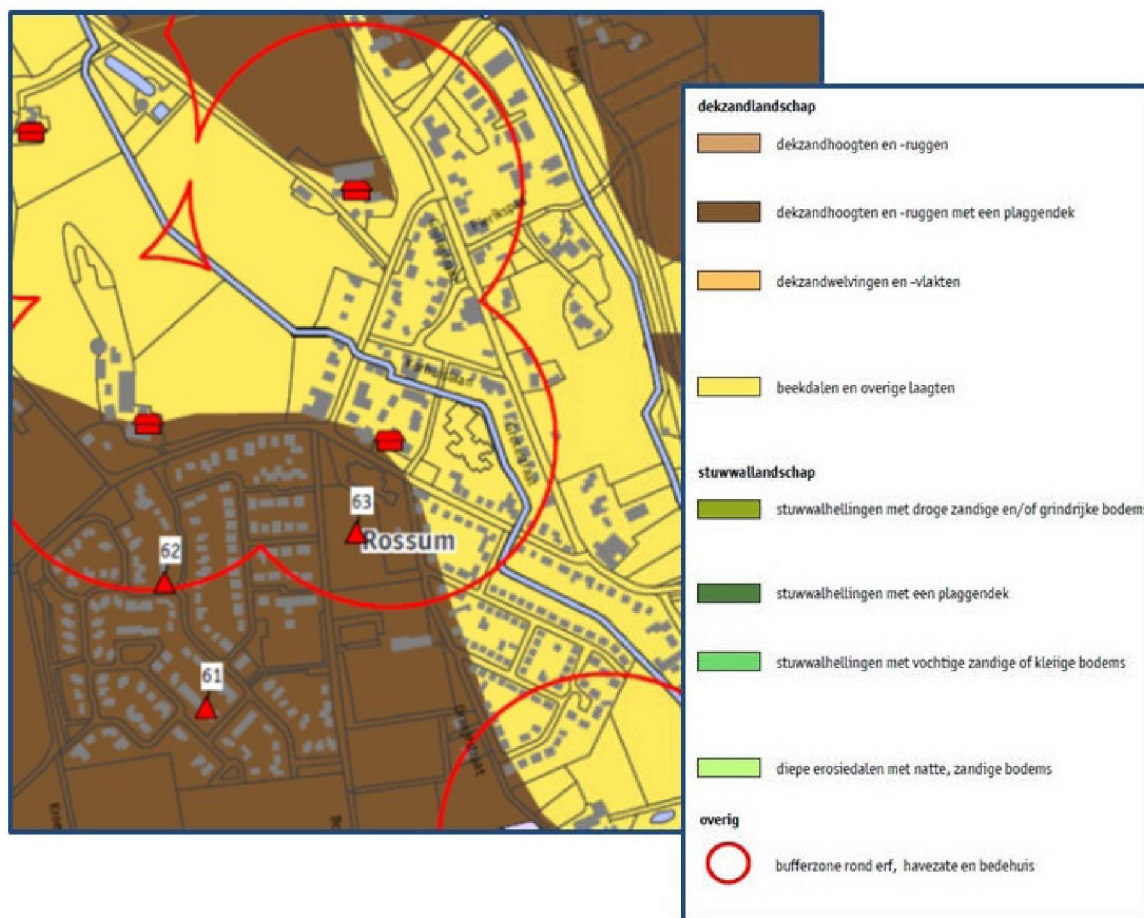 Kerkstraat
63
Rossum
62
61
dekzandlandschap
dekzandhoogten en -ruggen
dekzandhoogten en -ruggen met een plaggendek
dekzandwelvingen en -vlakten
beekdalen en overige laagten
stuwwallandschap
stuwwalhellingen met droge zandige en/of grindrijke bodems
stuwwalhellingen met een plaggendek
stuwwalhellingen met vochtige zandige of kleiige bodems
diepe erosiedalen met natte, zandige bodems
overig
bufferzone rond erf, havezate en bedehuis